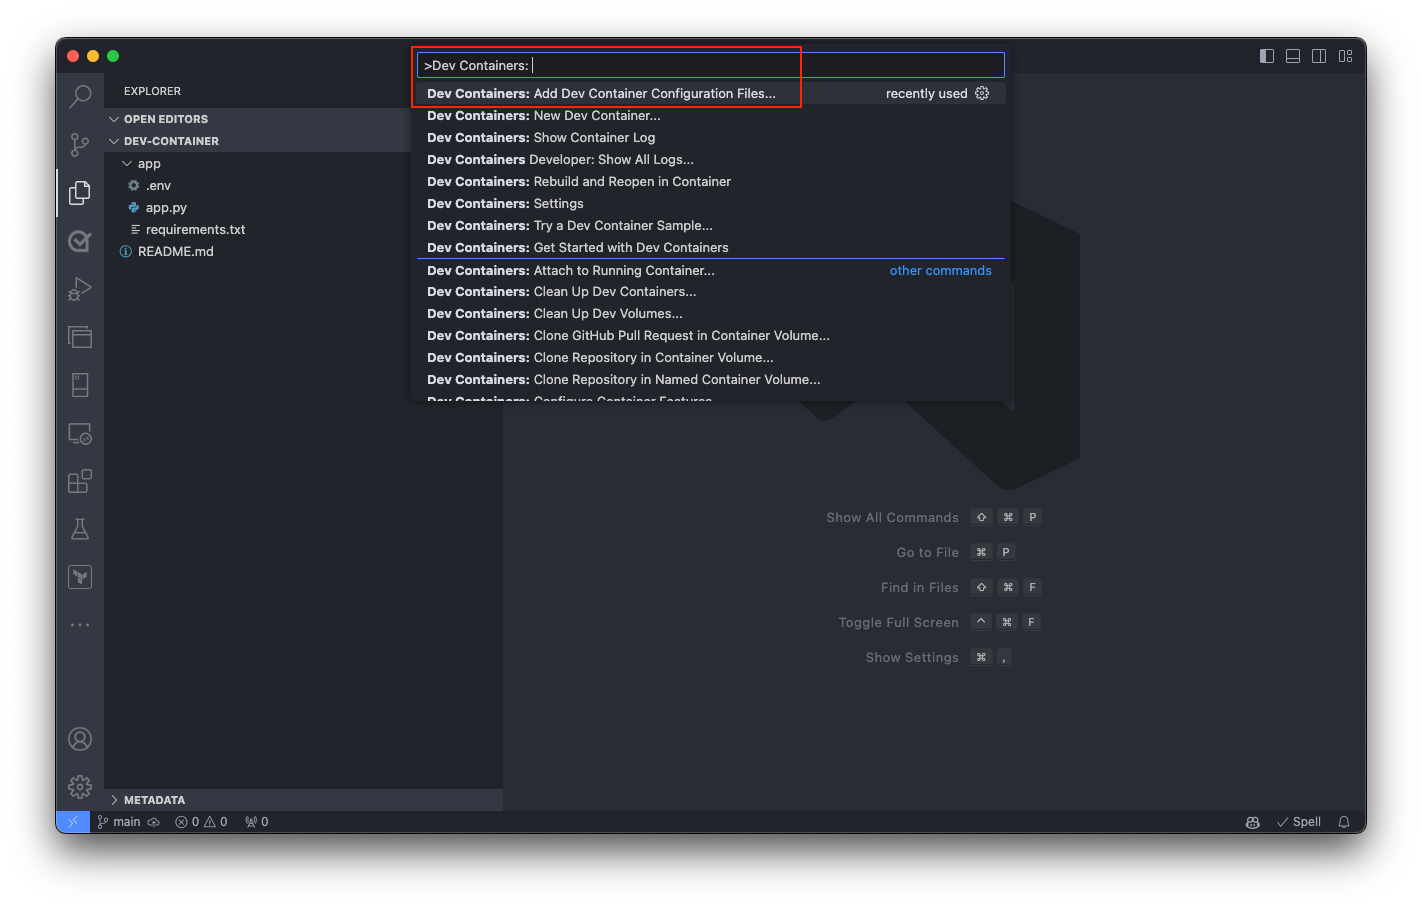 >Dev Containers:
Dev Containers: Add Dev Container Configuration Files... recently used
Dev Containers: New Dev Container...
Dev Containers: Show Container Log
Dev Containers Developer: Show All Logs...
Dev Containers: Rebuild and Reopen in Container
Dev Containers: Settings
Dev Containers: Try a Dev Container Sample...
Dev Containers: Get Started with Dev Containers
Dev Containers: Attach to Running Container... other commands
Dev Containers: Clean Up Dev Containers...
Dev Containers: Clean Up Dev Volumes...
Dev Containers: Clone GitHub Pull Request in Container Volume...
Dev Containers: Clone Repository in Container Volume...
Dev Containers: Clone Repository in Named Container Volume...
Dev Containers: Configure Container Features
EXPLORER
OPEN EDITORS
DEV-CONTAINER
app
.env
app.py
requirements.txt
README.md
Show All Commands ⇧ ⌘ P
Go to File ⌘ P
Find in Files ⇧ ⌘ F
Toggle Full Screen ^ ⌘ F
Show Settings ⌘ ,
METADATA
main 0 0 0 Spell